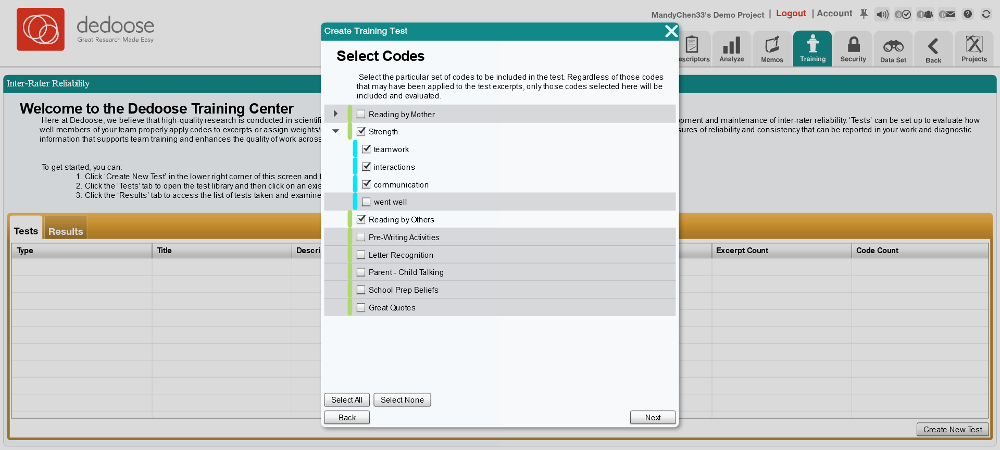 dedoose
Great Research Made Easy
MandyChen33's Demo Project | Logout | Account
scriptors
Analyze
Memos
Training
Security
Data Set
Back
Projects
Inter-Rater Reliability
Welcome to the Dedoose Training Center
Here at Dedoose, we believe that high-quality research is conducted in scientifi
opment and maintenance of inter-rater reliability. 'Tests' can be set up to evaluate how
well members of your team properly apply codes to excerpts or assign weights/
sures of reliability and consistency that can be reported in your work and diagnostic
information that supports team training and enhances the quality of work across
To get started, you can:
1. Click 'Create New Test' in the lower right corner of this screen and
2. Click the 'Tests' tab to open the test library and then click on an exis
3. Click the 'Results' tab to access the list of tests taken and examine
Tests
Results
Type
Title
Descri
Excerpt Count
Code Count
Create New Test
Create Training Test
Select Codes
Select the particular set of codes to be included in the test. Regardless of those codes
that may have been applied to the test excerpts, only those codes selected here will be
included and evaluated.
Reading by Mother
Strength
teamwork
interactions
communication
went well
Reading by Others
Pre-Writing Activities
Letter Recognition
Parent - Child Talking
School Prep Beliefs
Great Quotes
Select All
Select None
Back
Next